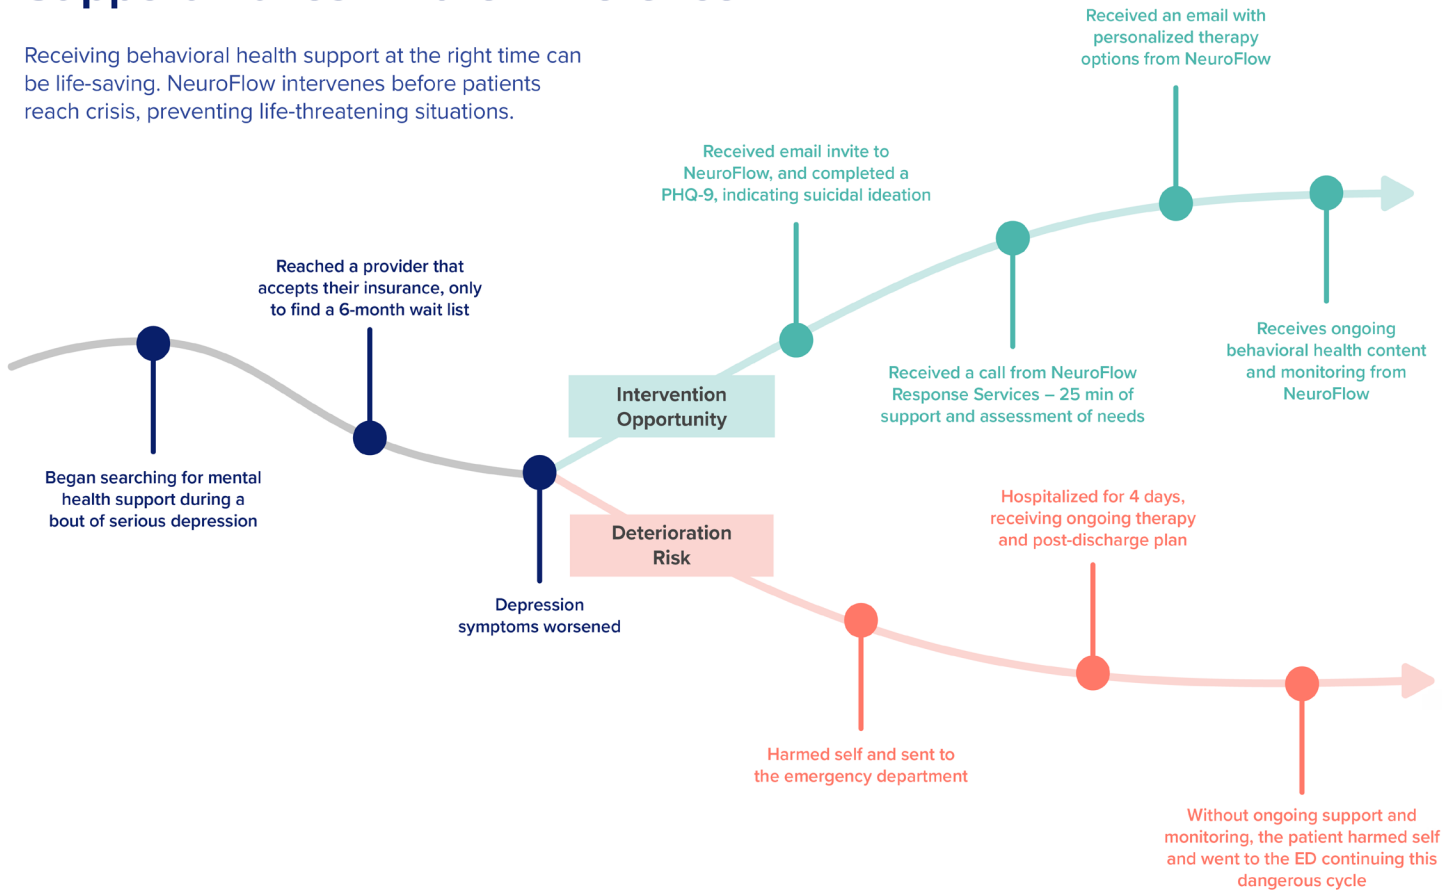 Receiving behavioral health support at the right time can
be life-saving. NeuroFlow intervenes before patients
reach crisis, preventing life-threatening situations.
Began searching for mental
health support during a
bout of serious depression
Reached a provider that
accepts their insurance, only
to find a 6-month wait list
Depression
symptoms worsened
Intervention
Opportunity
Received email invite to
NeuroFlow, and completed a
PHQ-9, indicating suicidal ideation
Received a call from NeuroFlow
Response Services – 25 min of
support and assessment of needs
Received an email with
personalized therapy
options from NeuroFlow
Receives ongoing
behavioral health content
and monitoring from
NeuroFlow
Deterioration
Risk
Harmed self and sent to
the emergency department
Hospitalized for 4 days,
receiving ongoing therapy
and post-discharge plan
Without ongoing support and
monitoring, the patient harmed self
and went to the ED continuing this
dangerous cycle